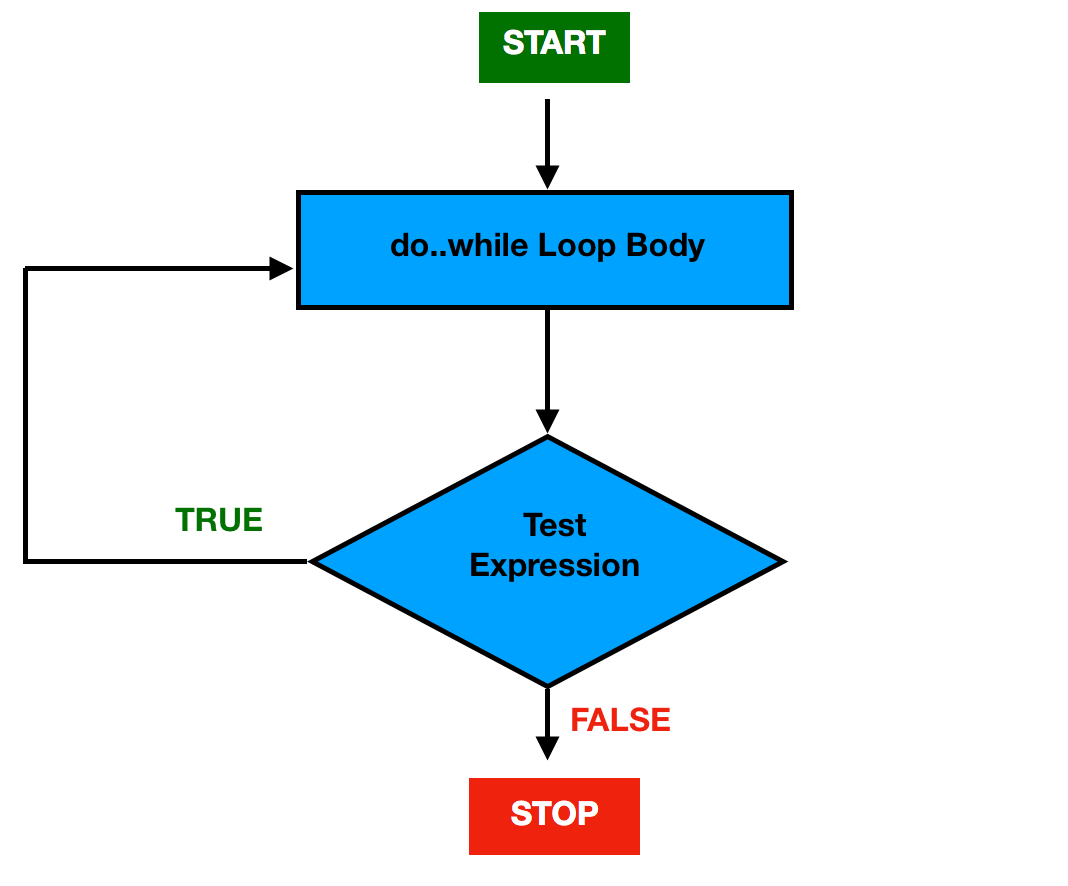 START
do..while Loop Body
TRUE
Test
Expression
FALSE
STOP